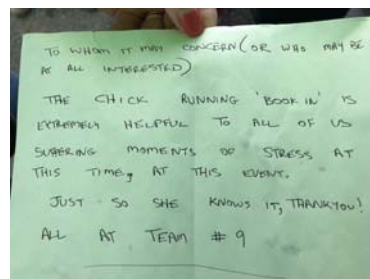 TO WHOM IT MAY CONCERN (OR WHO MAY BE
AT ALL INTERESTED)
THE CHICK RUNNING 'BOOK IN' IS
EXTREMELY HELPFUL TO ALL OF US
SUFFERING MOMENTS OF STRESS AT
THIS TIME, AT THIS EVENT.
JUST SO SHE KNOWS IT, THANKYOU!
ALL AT TEAM # 9